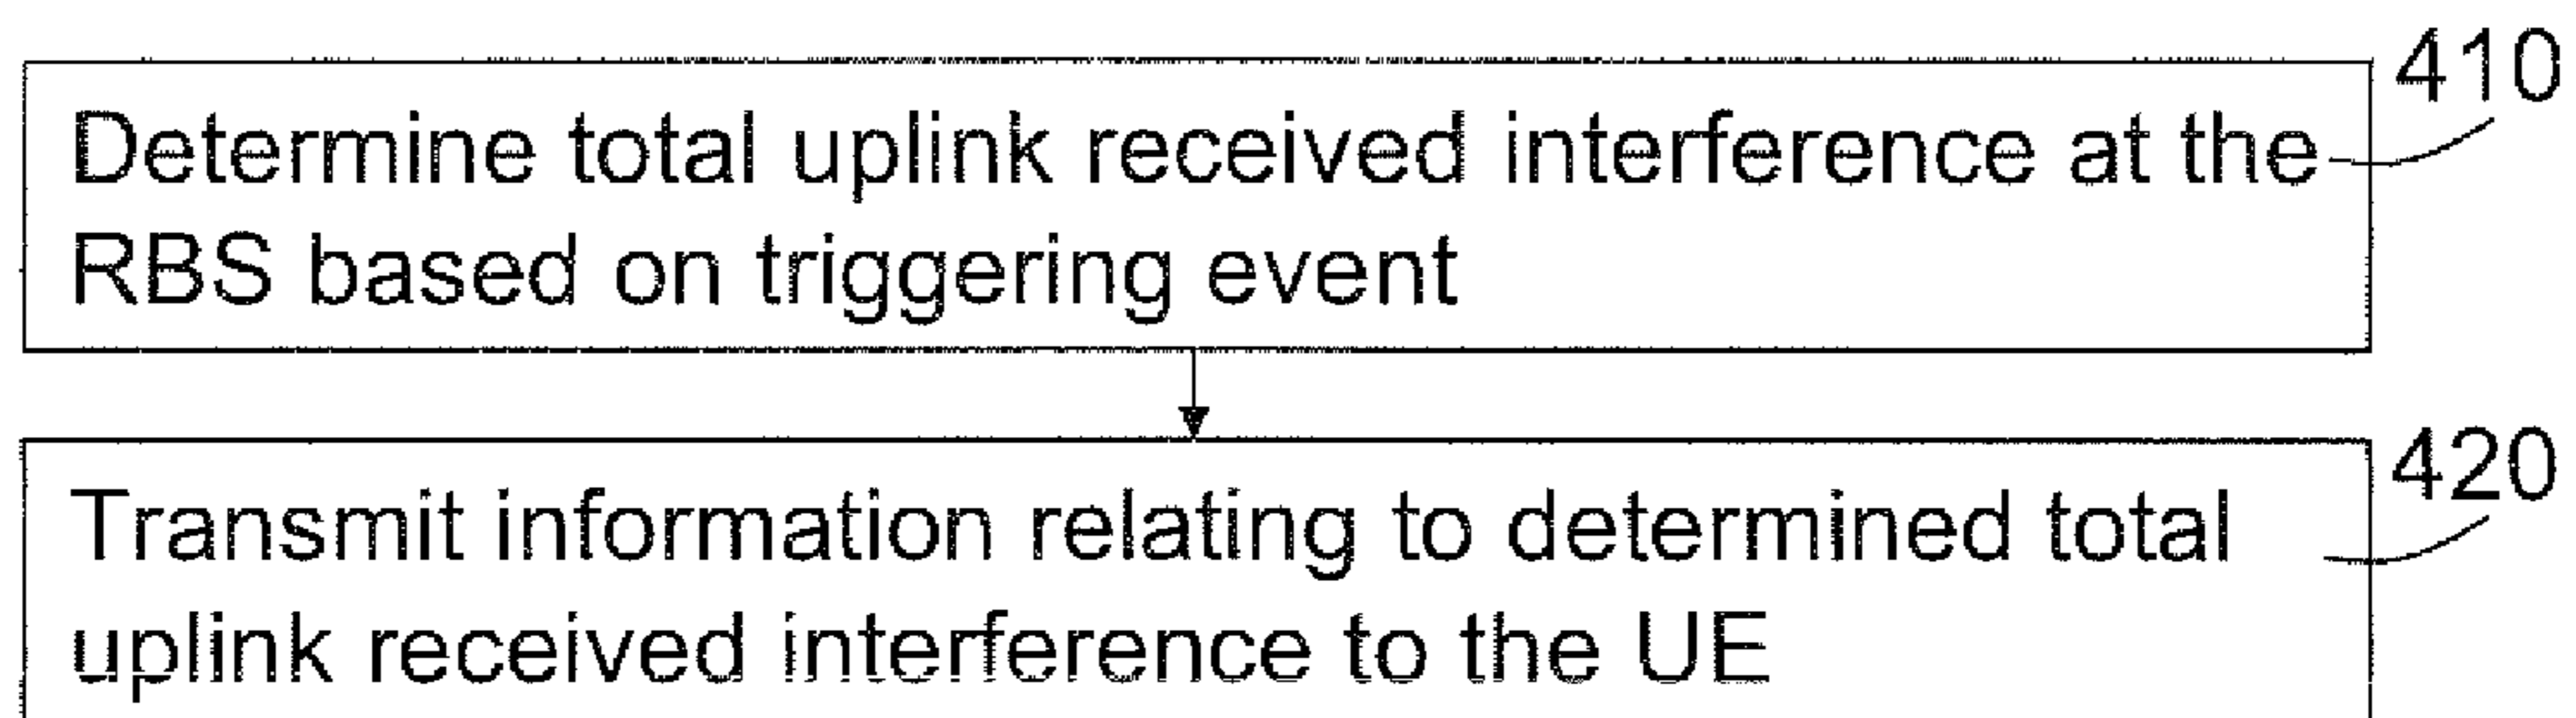 410
Determine total uplink received interference at the
RBS based on triggering event
420
Transmit information relating to determined total
uplink received interference to the UE